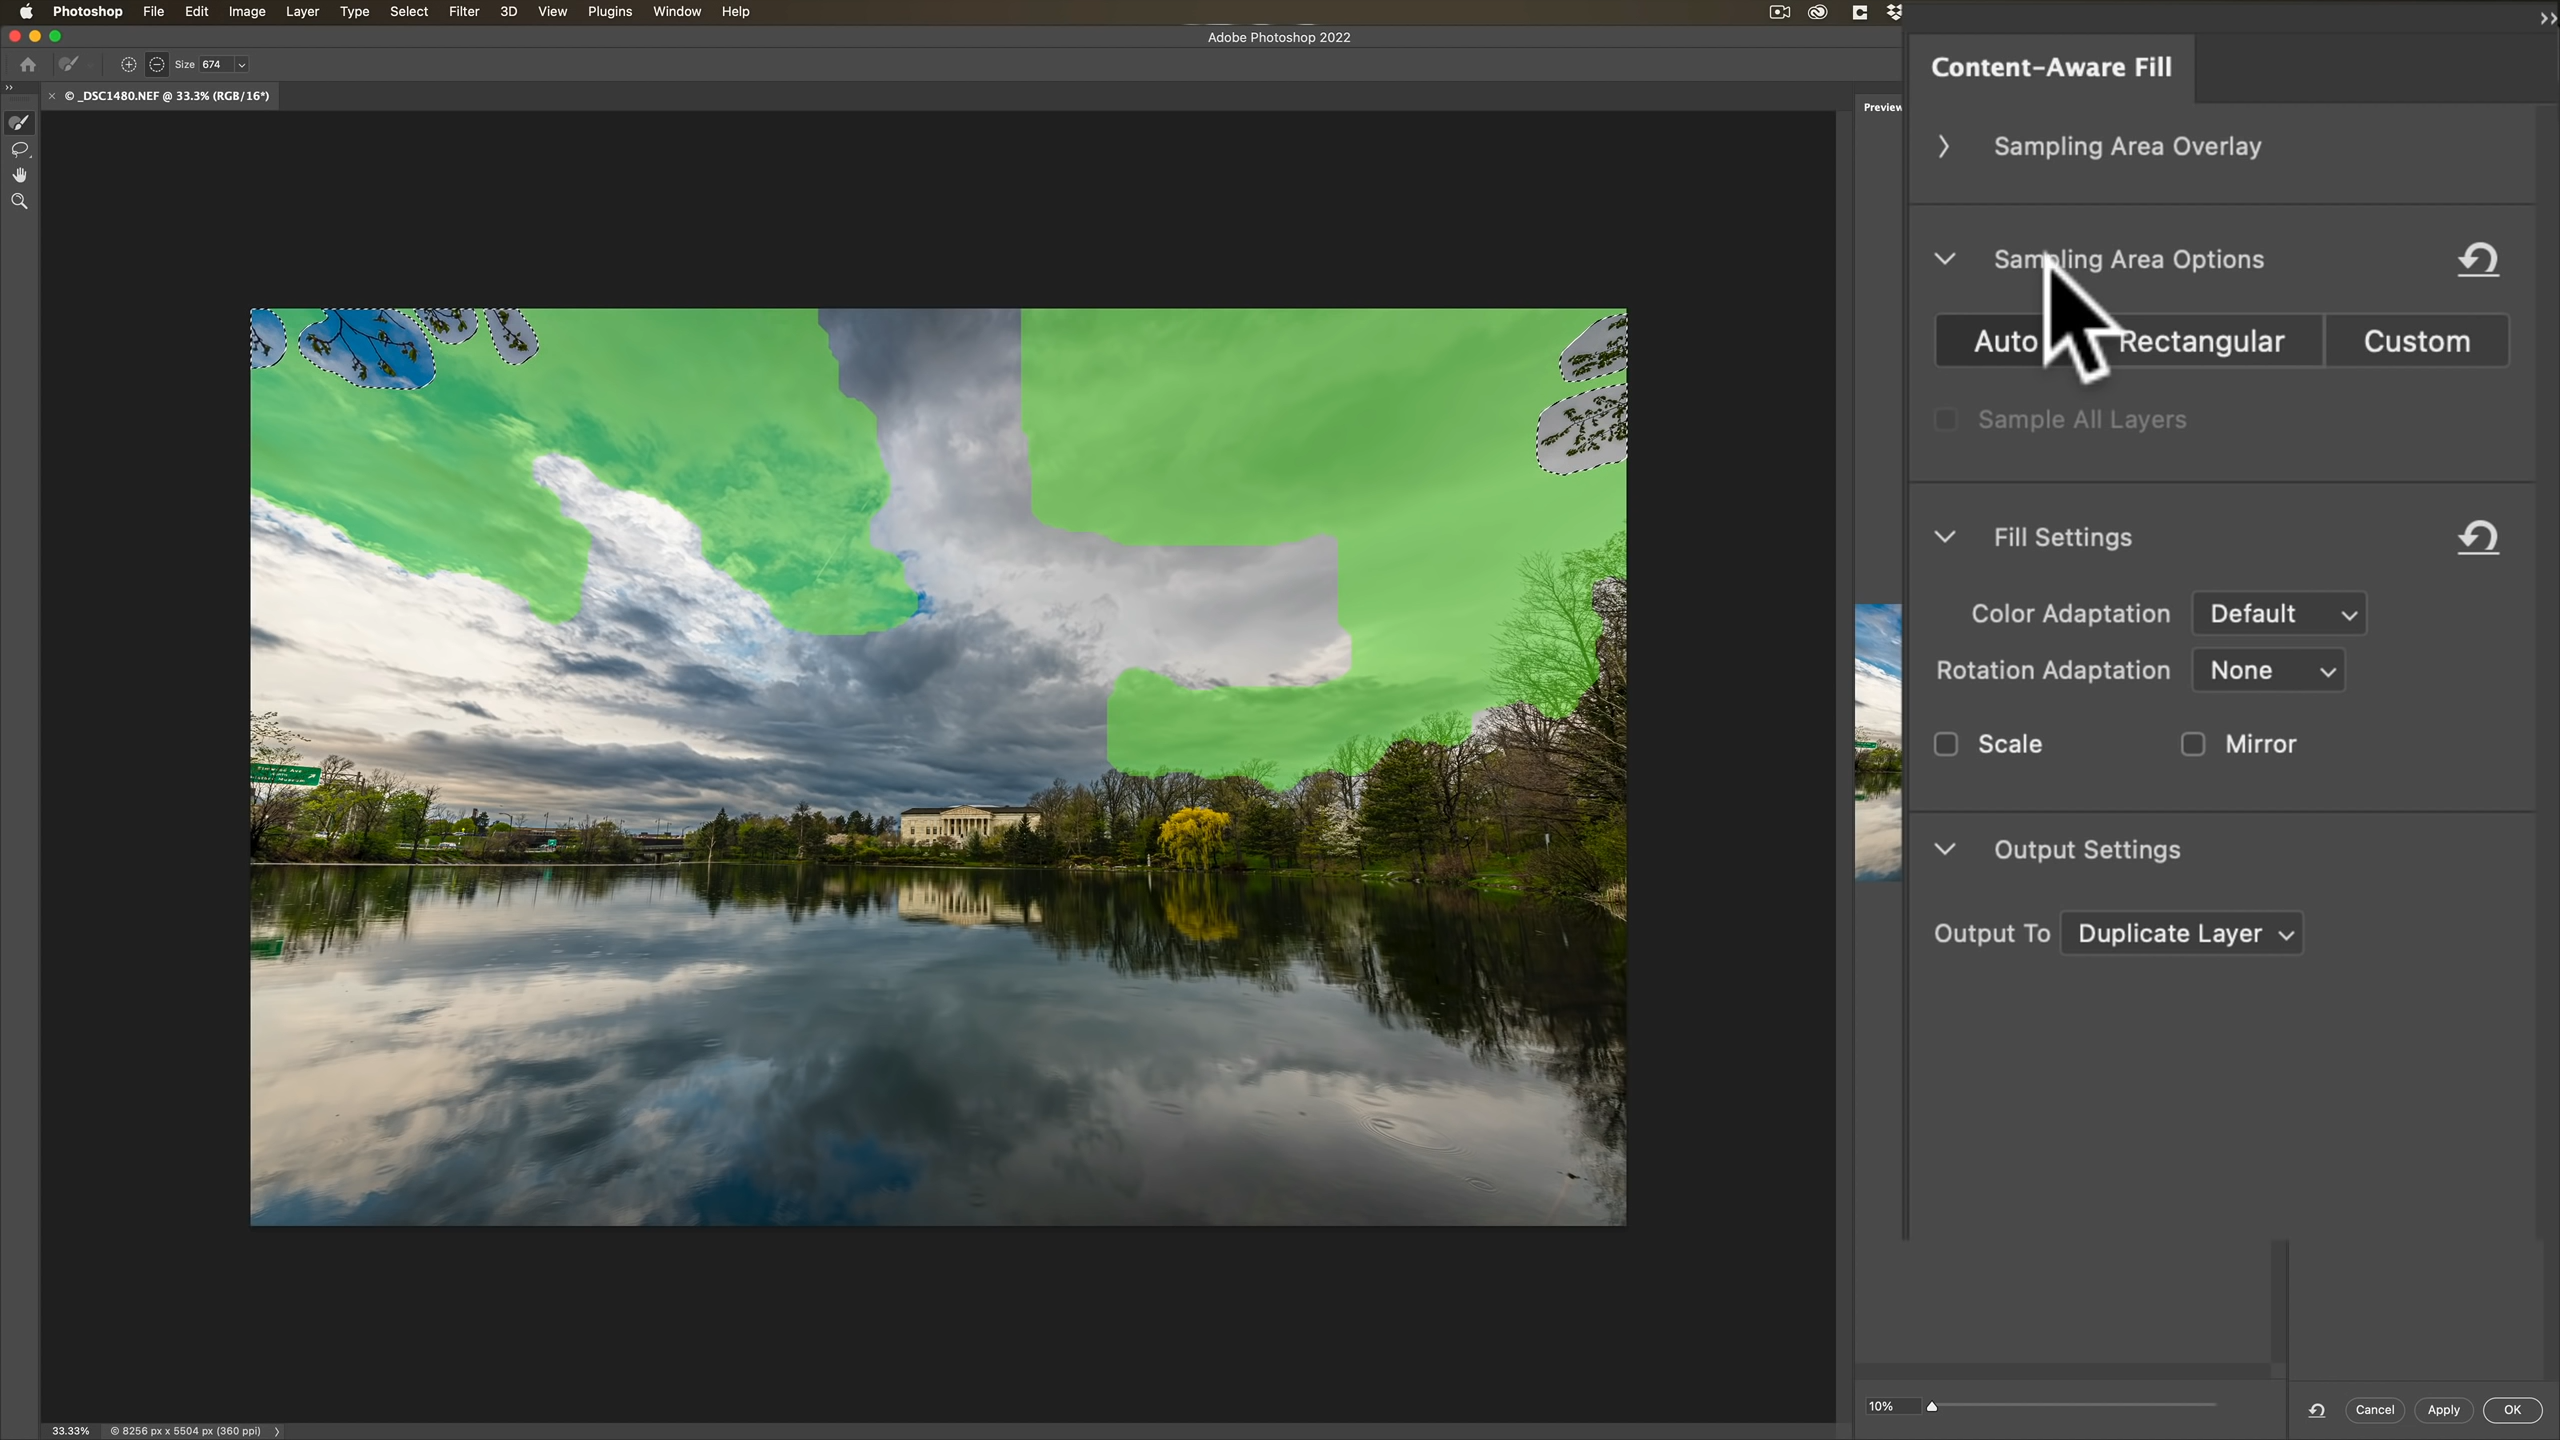 Photoshop File Edit Image Layer Type Select Filter 3D View Plugins Window Help
Adobe Photoshop 2022
Size 674
© _DSC1480.NEF @ 33.3% (RGB/16*)
Preview
Content-Aware Fill
Sampling Area Overlay
Sampling Area Options
Auto Rectangular Custom
Sample All Layers
Fill Settings
Color Adaptation Default
Rotation Adaptation None
Scale Mirror
Output Settings
Output To Duplicate Layer
10%
Cancel Apply OK
33.33% © 8256 px x 5504 px (360 ppi)